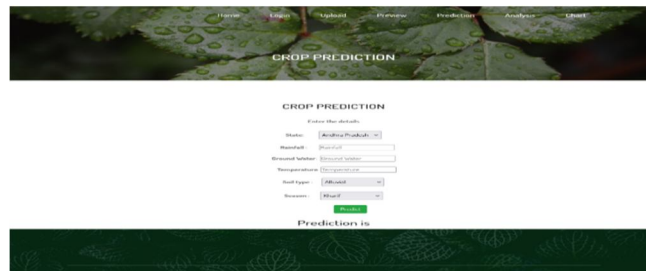 Home Login Upload Preview Prediction Analysis Chart
CROP PREDICTION
CROP PREDICTION
Enter the details
State: Andhra Pradesh
Rainfall : Rainfall
Ground Water: Ground Water
Temperature Temperature
Soil type : Alluvial
Season : Kharif
Predict
Prediction is